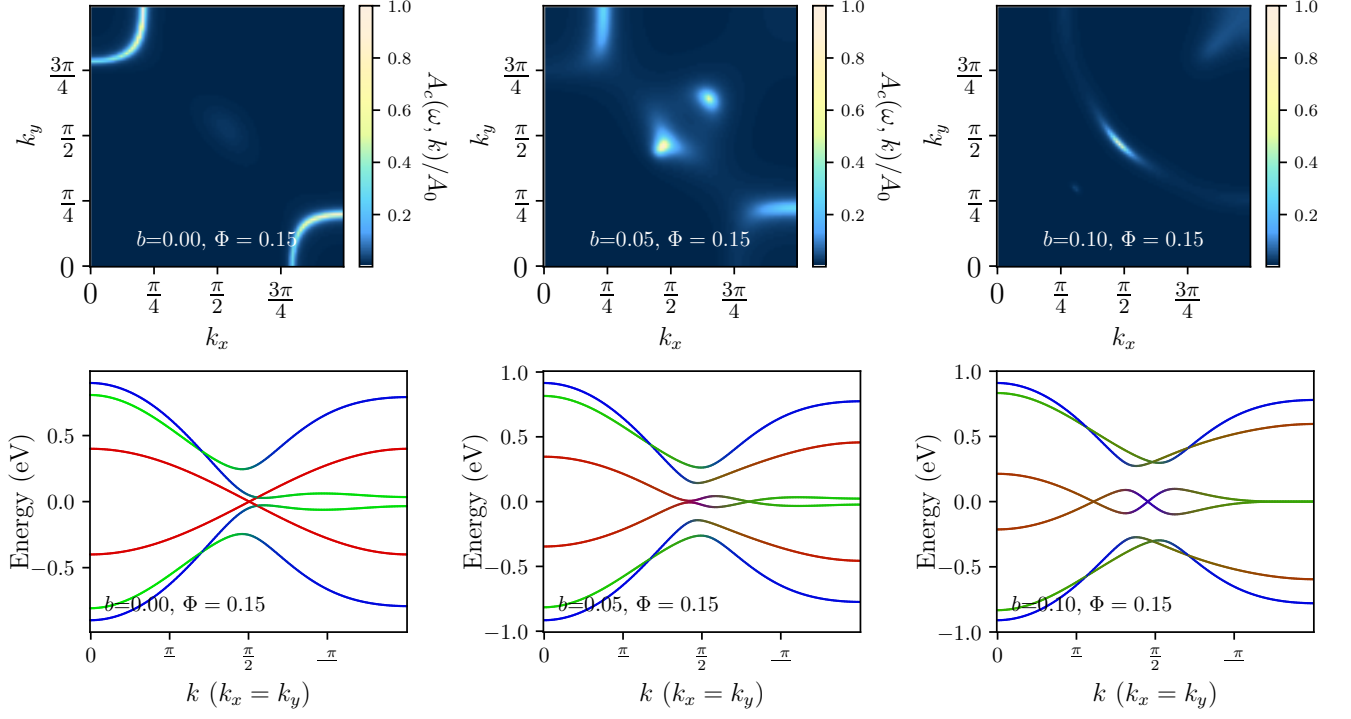 3π/4
π/2
π/4
0
k_y
0 π/4 π/2 3π/4
k_x
b=0.00, Φ = 0.15
1.0
0.8
0.6
0.4
0.2
A_c(ω, k)/A_0
3π/4
π/2
π/4
0
k_y
0 π/4 π/2 3π/4
k_x
b=0.05, Φ = 0.15
1.0
0.8
0.6
0.4
0.2
A_c(ω, k)/A_0
3π/4
π/2
π/4
0
k_y
0 π/4 π/2 3π/4
k_x
b=0.10, Φ = 0.15
1.0
0.8
0.6
0.4
0.2
Energy (eV)
0.5
0.0
−0.5
b=0.00, Φ = 0.15
0 π π/2 π
k (k_x = k_y)
Energy (eV)
1.0
0.5
0.0
−0.5
−1.0
b=0.05, Φ = 0.15
0 π π/2 π
k (k_x = k_y)
Energy (eV)
1.0
0.5
0.0
−0.5
−1.0
b=0.10, Φ = 0.15
0 π π/2 π
k (k_x = k_y)